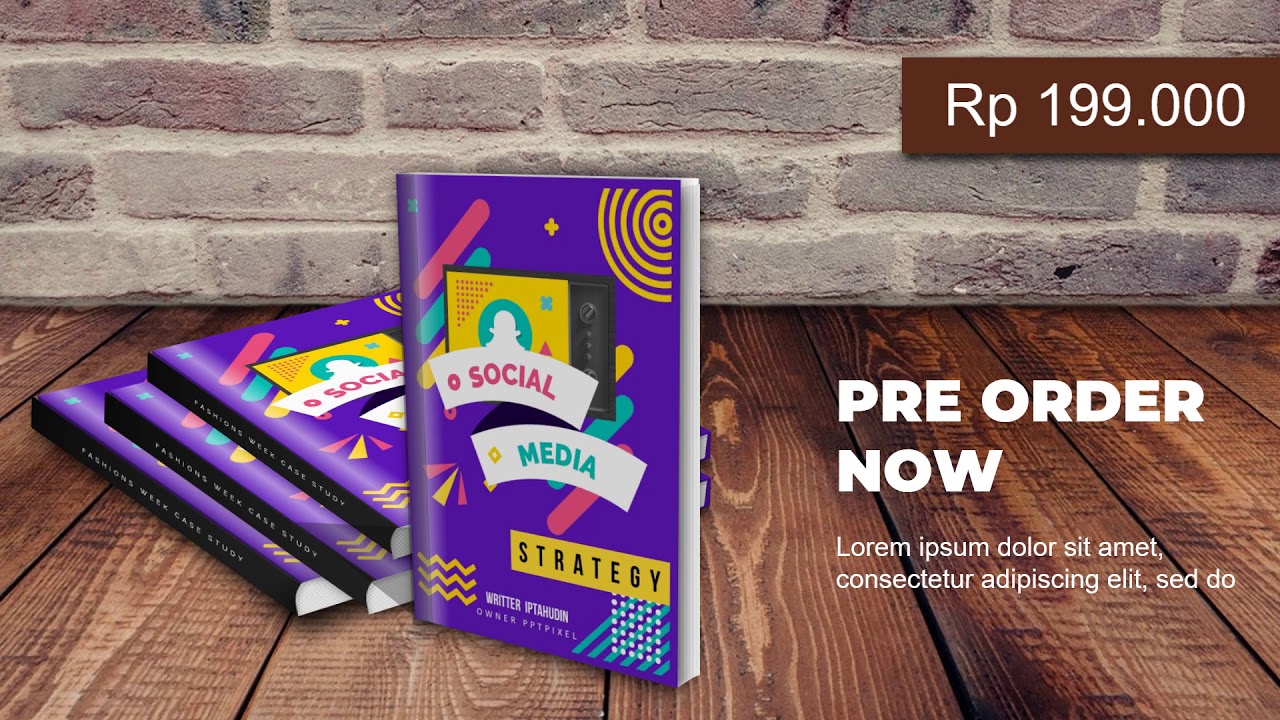 Rp 199.000
SOCIAL
MEDIA
STRATEGY
WRITTER IPTAHUDIN
OWNER PPTPIXEL
SOCIA
FASHIONS WEEK CASE STUDY
FASHIONS WEEK CASE STUDY
FASHIONS WEEK CASE STUDY
PRE ORDER
NOW
Lorem ipsum dolor sit amet,
consectetur adipiscing elit, sed do